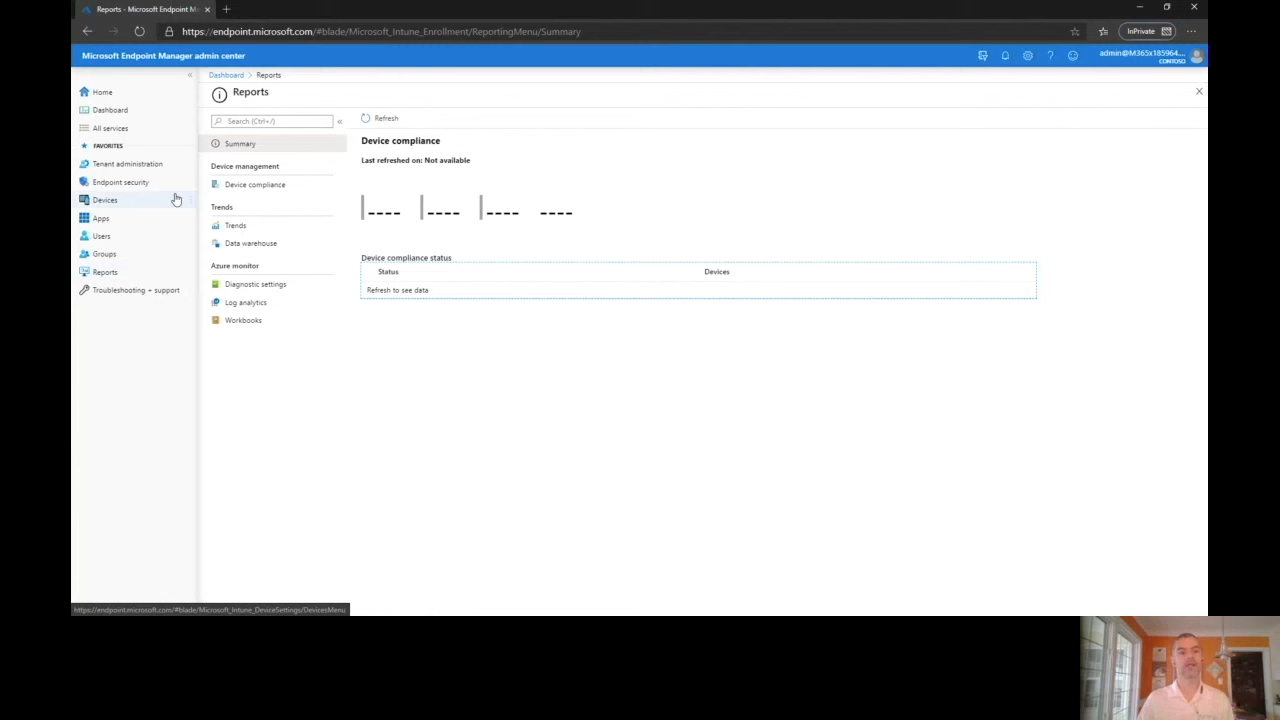 Reports - Microsoft Endpoint M
https://endpoint.microsoft.com/#blade/Microsoft_Intune_Enrollment/ReportingMenu/Summary
InPrivate
Microsoft Endpoint Manager admin center
admin@M365x185964....
CONTOSO
Home
Dashboard
All services
FAVORITES
Tenant administration
Endpoint security
Devices
Apps
Users
Groups
Reports
Troubleshooting + support
Dashboard > Reports
Reports
Search (Ctrl+/)
Summary
Device management
Device compliance
Trends
Trends
Data warehouse
Azure monitor
Diagnostic settings
Log analytics
Workbooks
Refresh
Device compliance
Last refreshed on: Not available
---- ---- ---- ----
Device compliance status
Status Devices
Refresh to see data
https://endpoint.microsoft.com/#blade/Microsoft_Intune_DeviceSettings/DevicesMenu